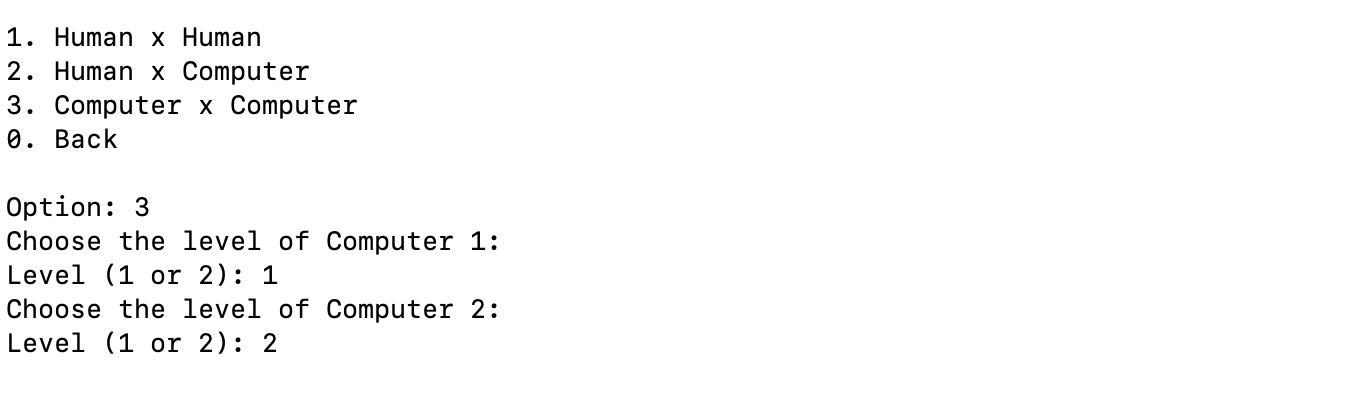 1. Human x Human
2. Human x Computer
3. Computer x Computer
0. Back
Option: 3
Choose the level of Computer 1:
Level (1 or 2): 1
Choose the level of Computer 2:
Level (1 or 2): 2